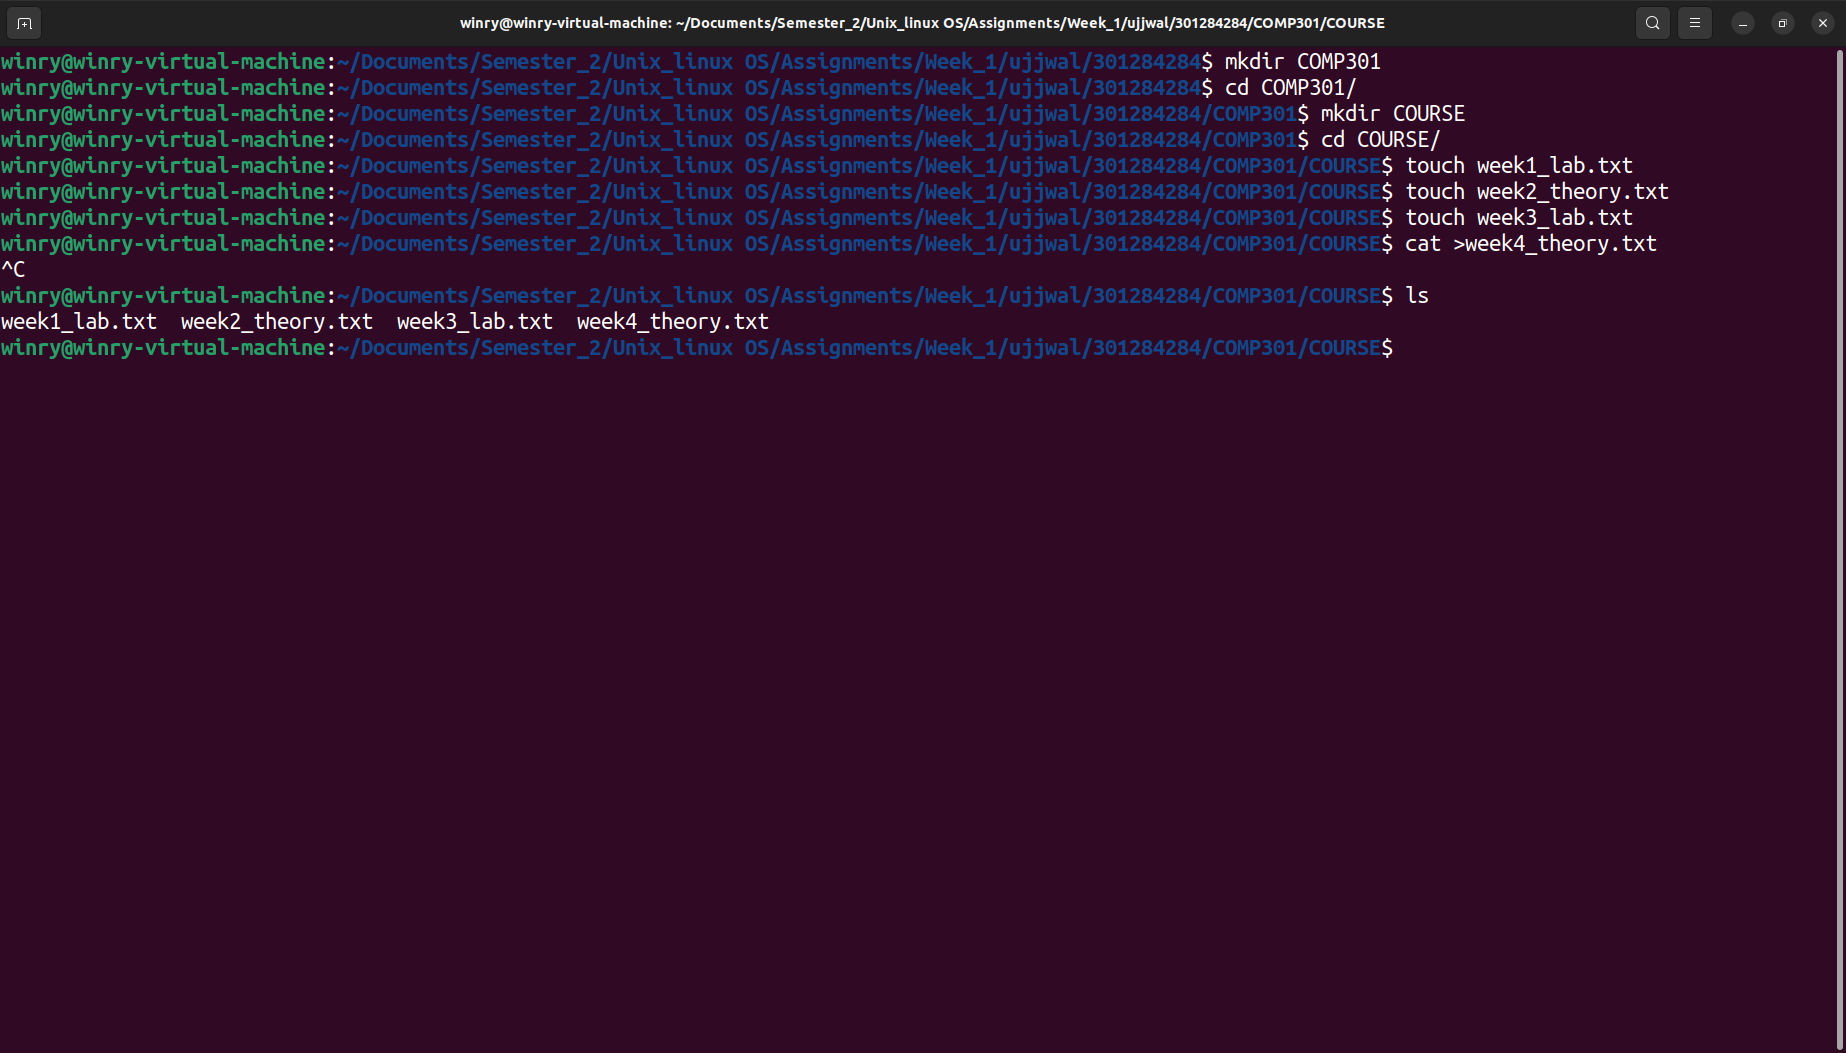 winry@winry-virtual-machine: ~/Documents/Semester_2/Unix_linux OS/Assignments/Week_1/ujjwal/301284284/COMP301/COURSE
winry@winry-virtual-machine:~/Documents/Semester_2/Unix_linux OS/Assignments/Week_1/ujjwal/301284284$ mkdir COMP301
winry@winry-virtual-machine:~/Documents/Semester_2/Unix_linux OS/Assignments/Week_1/ujjwal/301284284$ cd COMP301/
winry@winry-virtual-machine:~/Documents/Semester_2/Unix_linux OS/Assignments/Week_1/ujjwal/301284284/COMP301$ mkdir COURSE
winry@winry-virtual-machine:~/Documents/Semester_2/Unix_linux OS/Assignments/Week_1/ujjwal/301284284/COMP301$ cd COURSE/
winry@winry-virtual-machine:~/Documents/Semester_2/Unix_linux OS/Assignments/Week_1/ujjwal/301284284/COMP301/COURSE$ touch week1_lab.txt
winry@winry-virtual-machine:~/Documents/Semester_2/Unix_linux OS/Assignments/Week_1/ujjwal/301284284/COMP301/COURSE$ touch week2_theory.txt
winry@winry-virtual-machine:~/Documents/Semester_2/Unix_linux OS/Assignments/Week_1/ujjwal/301284284/COMP301/COURSE$ touch week3_lab.txt
winry@winry-virtual-machine:~/Documents/Semester_2/Unix_linux OS/Assignments/Week_1/ujjwal/301284284/COMP301/COURSE$ cat >week4_theory.txt
^C
winry@winry-virtual-machine:~/Documents/Semester_2/Unix_linux OS/Assignments/Week_1/ujjwal/301284284/COMP301/COURSE$ ls
week1_lab.txt  week2_theory.txt  week3_lab.txt  week4_theory.txt
winry@winry-virtual-machine:~/Documents/Semester_2/Unix_linux OS/Assignments/Week_1/ujjwal/301284284/COMP301/COURSE$